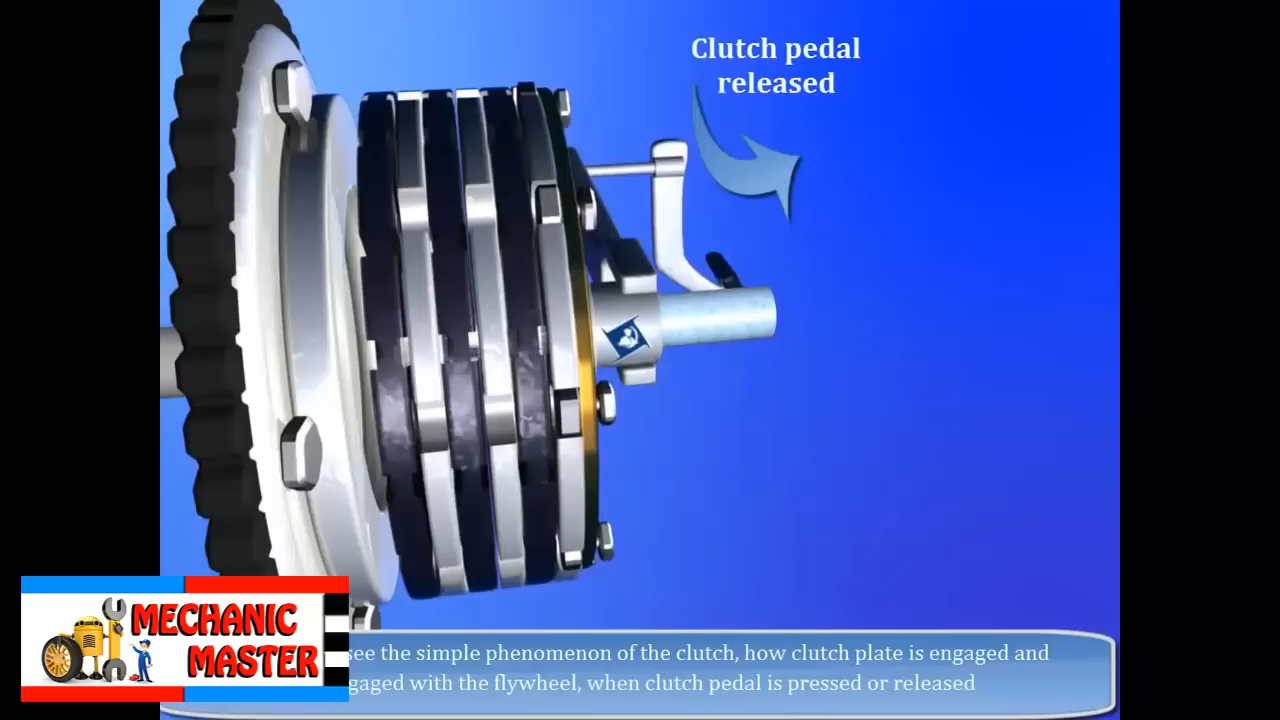 Clutch pedal
released
MECHANIC
MASTER
see the simple phenomenon of the clutch, how clutch plate is engaged and
with the flywheel, when clutch pedal is pressed or released